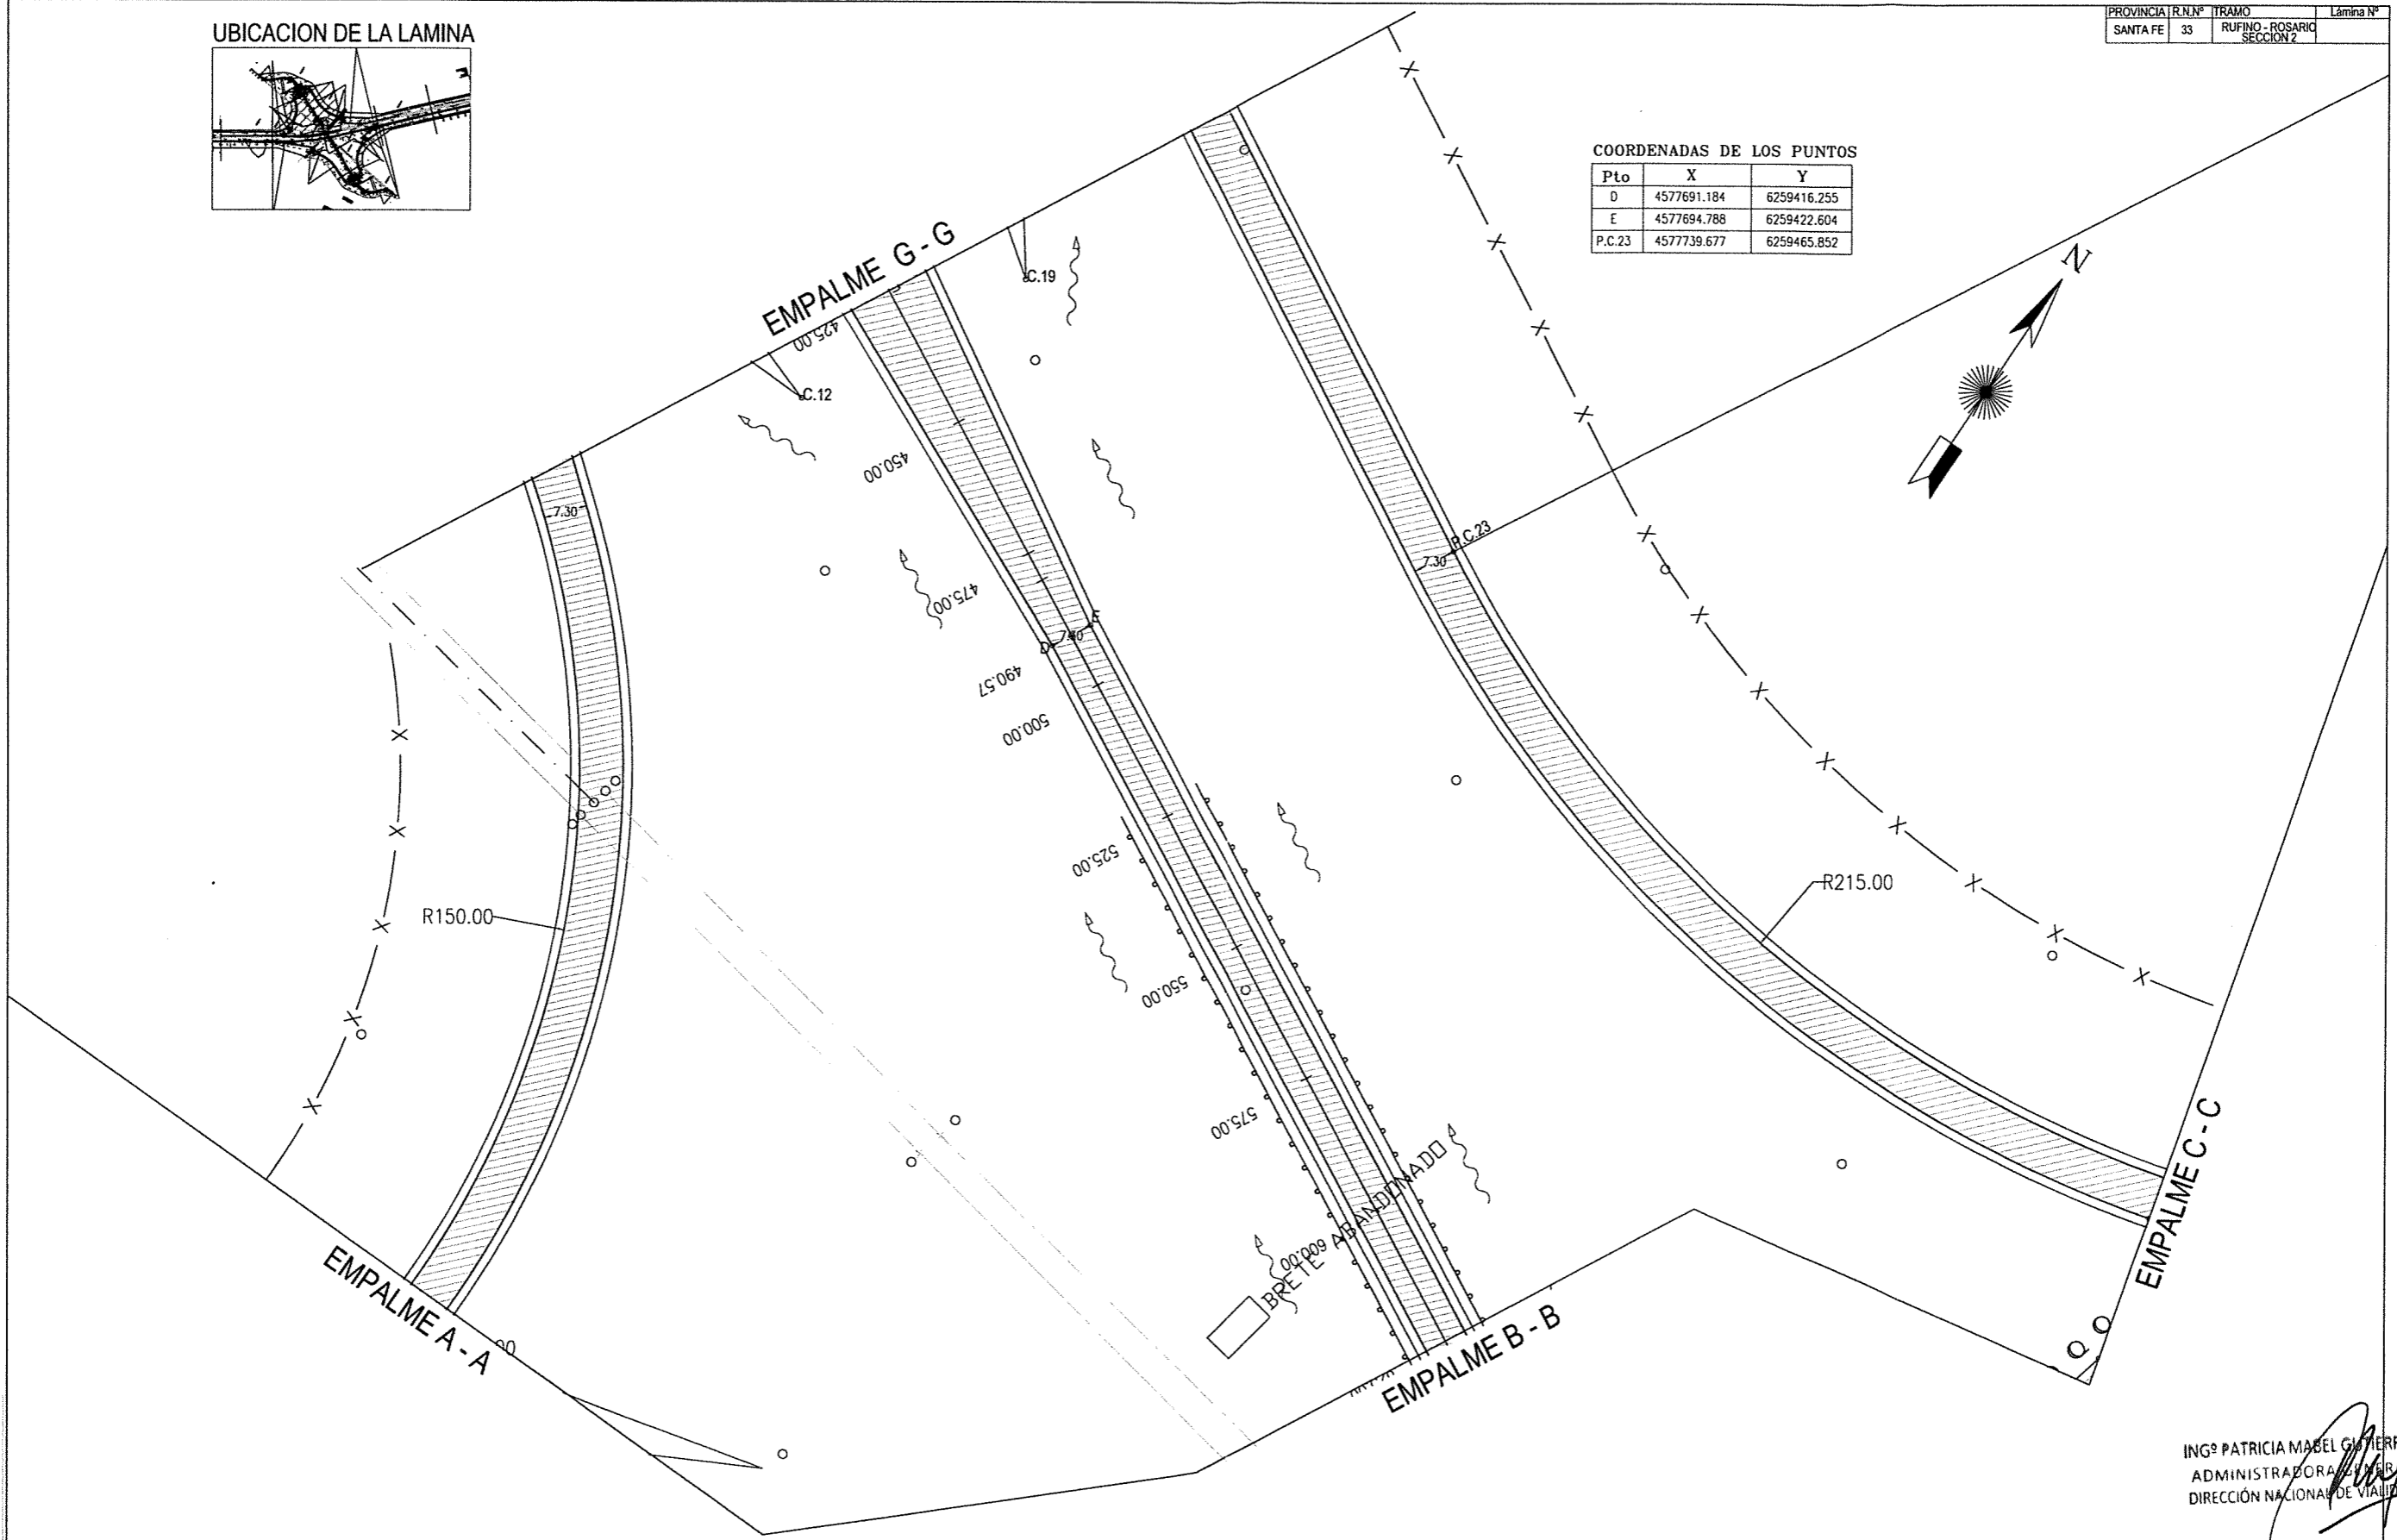 UBICACION DE LA LAMINA
PROVINCIA R.N.Nº TRAMO Lámina Nº
SANTA FE 33 RUFINO - ROSARIO
SECCION 2
COORDENADAS DE LOS PUNTOS
Pto X Y
D 4577691.184 6259416.255
E 4577694.788 6259422.604
P.C.23 4577739.677 6259465.852
N
EMPALME G - G
C.19
425.00
C.12
450.00
7.30
P.C.23
7.30
475.00
E
7.40
D
490.57
500.00
525.00
R215.00
R150.00
550.00
575.00
BRETE ABANDONADO
600.00
EMPALME C - C
EMPALME A - A
00
EMPALME B - B
INGº PATRICIA MABEL
ADMINISTRADORA
DIRECCIÓN NACIONAL DE